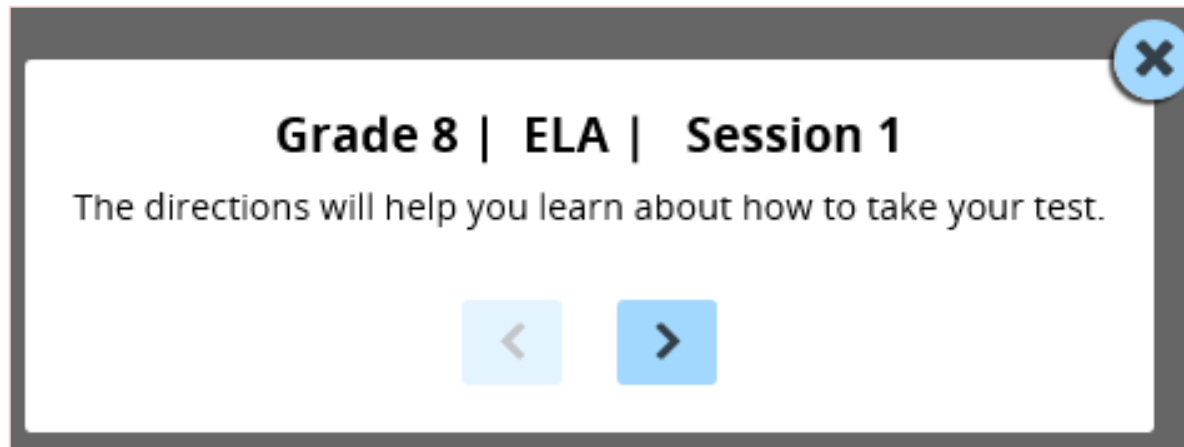 Grade 8 | ELA | Session 1
The directions will help you learn about how to take your test.